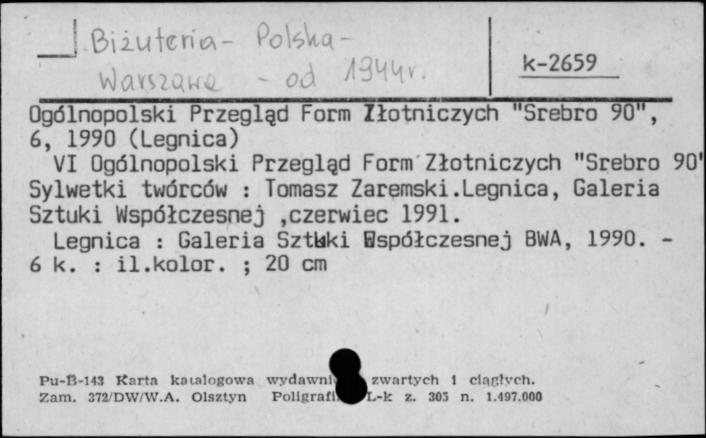 Biżuteria - Polska -
Warszawa - od 1944r.
k-2659
Ogólnopolski Przegląd Form Złotniczych "Srebro 90",
6, 1990 (Legnica)
VI Ogólnopolski Przegląd Form Złotniczych "Srebro 90"
Sylwetki twórców : Tomasz Zaremski.Legnica, Galeria
Sztuki Współczesnej ,czerwiec 1991.
Legnica : Galeria Sztuki Współczesnej BWA, 1990. -
6 k. : il.kolor. ; 20 cm
Pu-B-143 Karta katalogowa zwartych i ciągłych.
Zam. 372/DW/W.A. Olsztyn L-k z. 305 n. 1.497.000